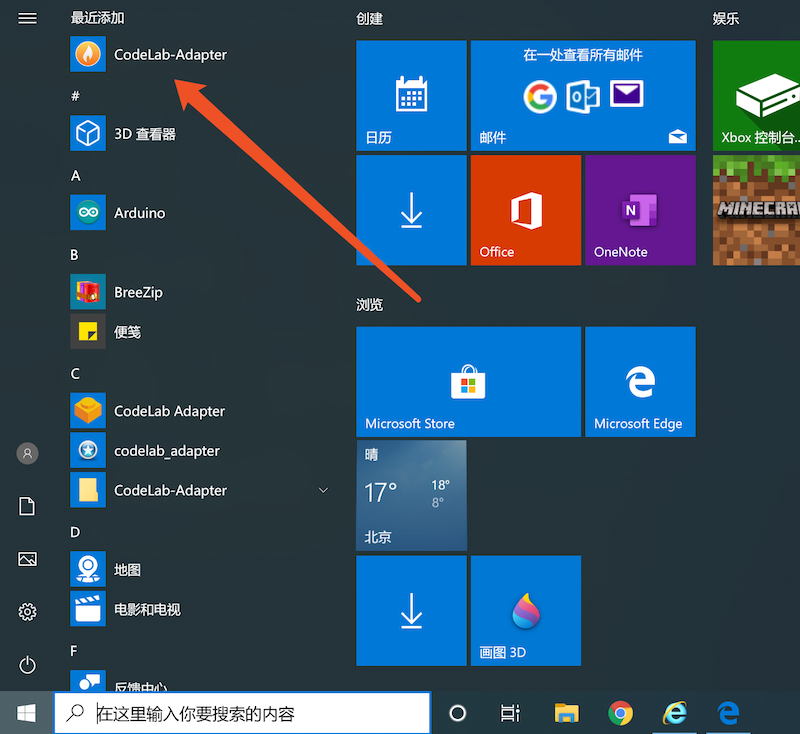 最近添加
CodeLab-Adapter
#
3D 查看器
A
Arduino
B
BreeZip
便笺
C
CodeLab Adapter
codelab_adapter
CodeLab-Adapter
D
地图
电影和电视
F
反馈中心
创建
日历
在一处查看所有邮件
邮件
Office
OneNote
浏览
Microsoft Store
Microsoft Edge
晴
17°
18°
8°
北京
画图 3D
娱乐
Xbox 控制台...
MINECRAF
在这里输入你要搜索的内容